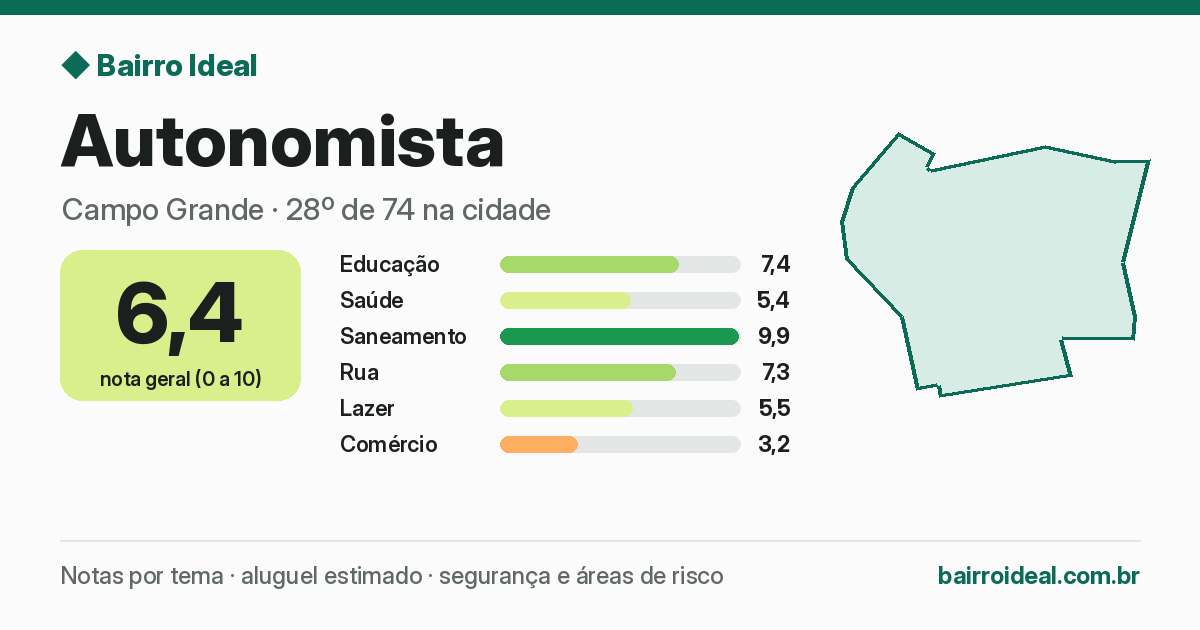 Bairro Ideal
Autonomista
Campo Grande · 28º de 74 na cidade
6,4
nota geral (0 a 10)
Educação 7,4
Saúde 5,4
Saneamento 9,9
Rua 7,3
Lazer 5,5
Comércio 3,2
Notas por tema · aluguel estimado · segurança e áreas de risco
bairroideal.com.br